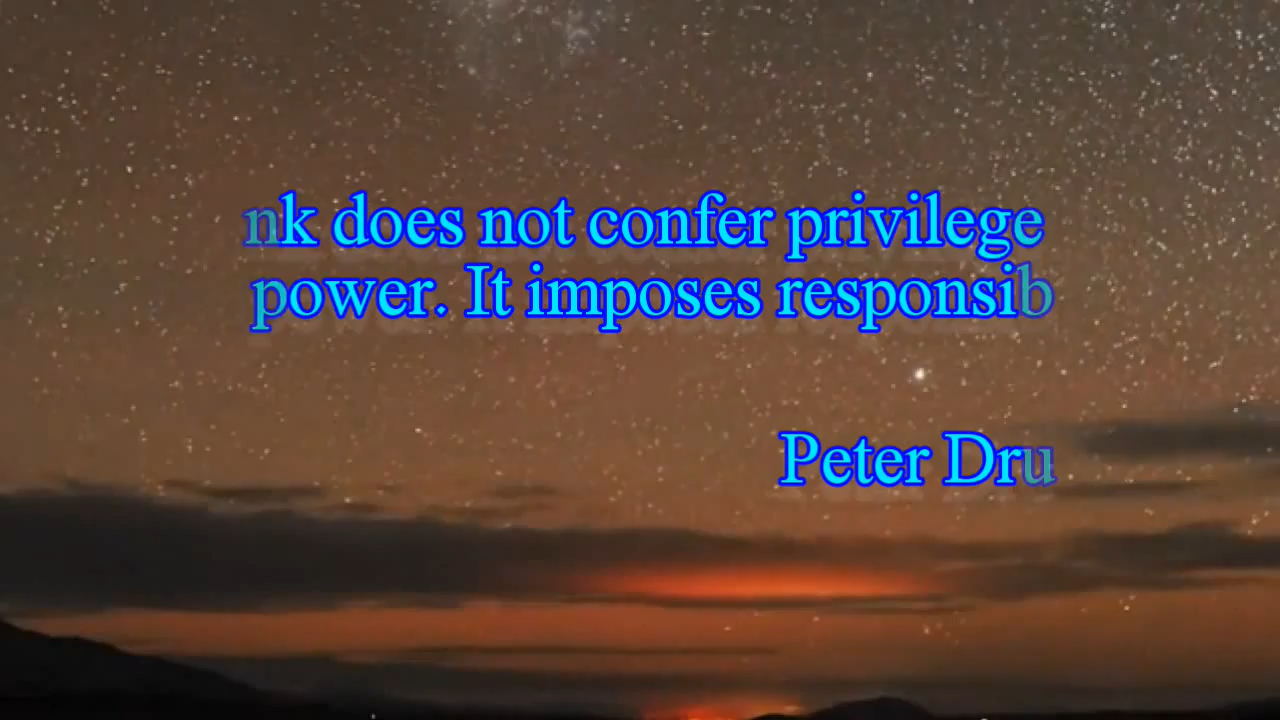 nk does not confer privilege
power. It imposes responsib
Peter Dru